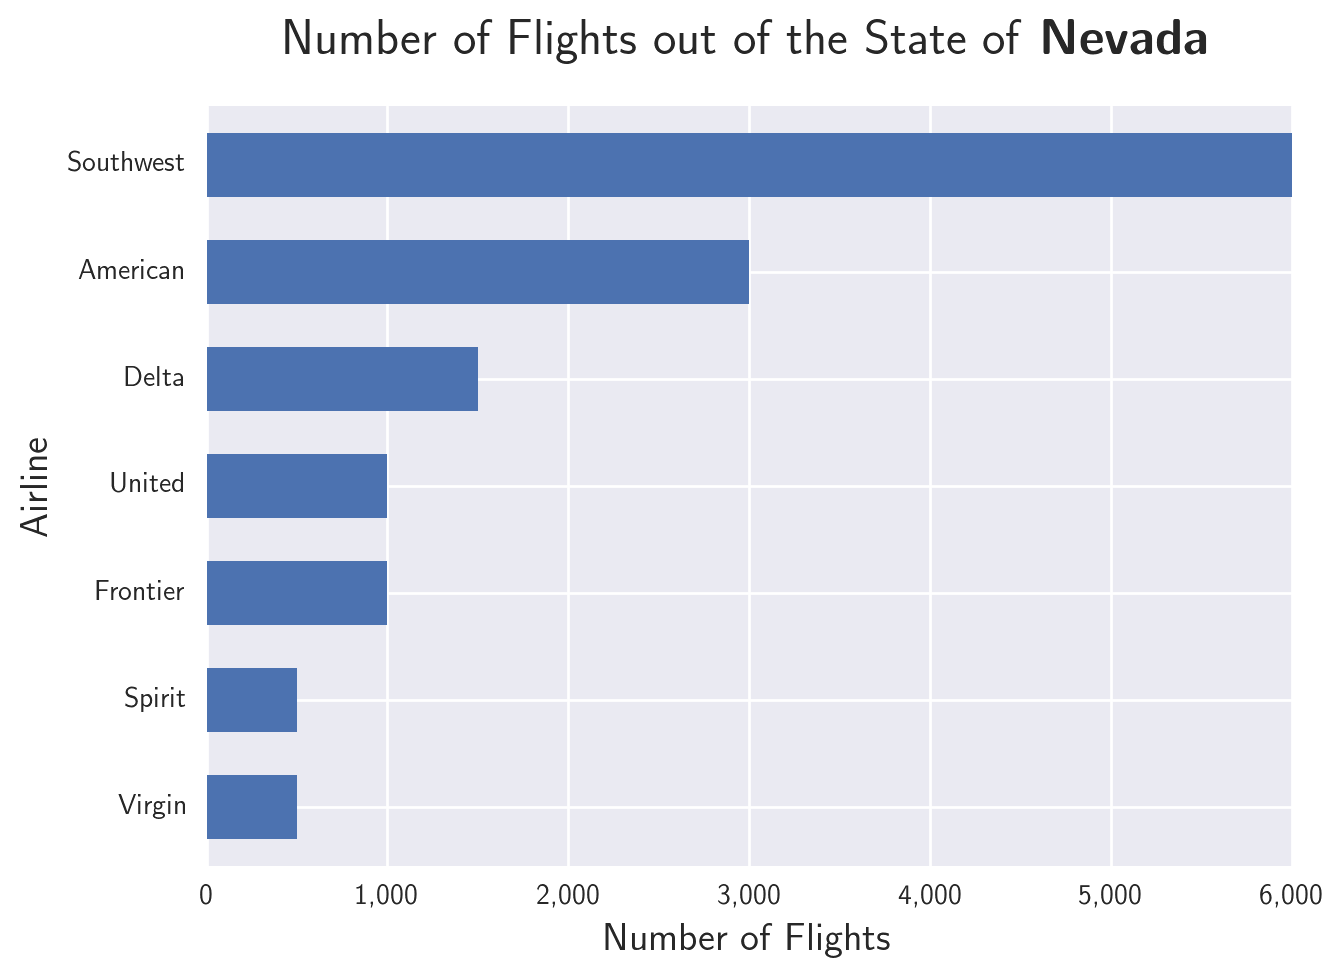 Number of Flights out of the State of Nevada
Southwest
American
Delta
United
Frontier
Spirit
Virgin
Airline
0 1,000 2,000 3,000 4,000 5,000 6,000
Number of Flights